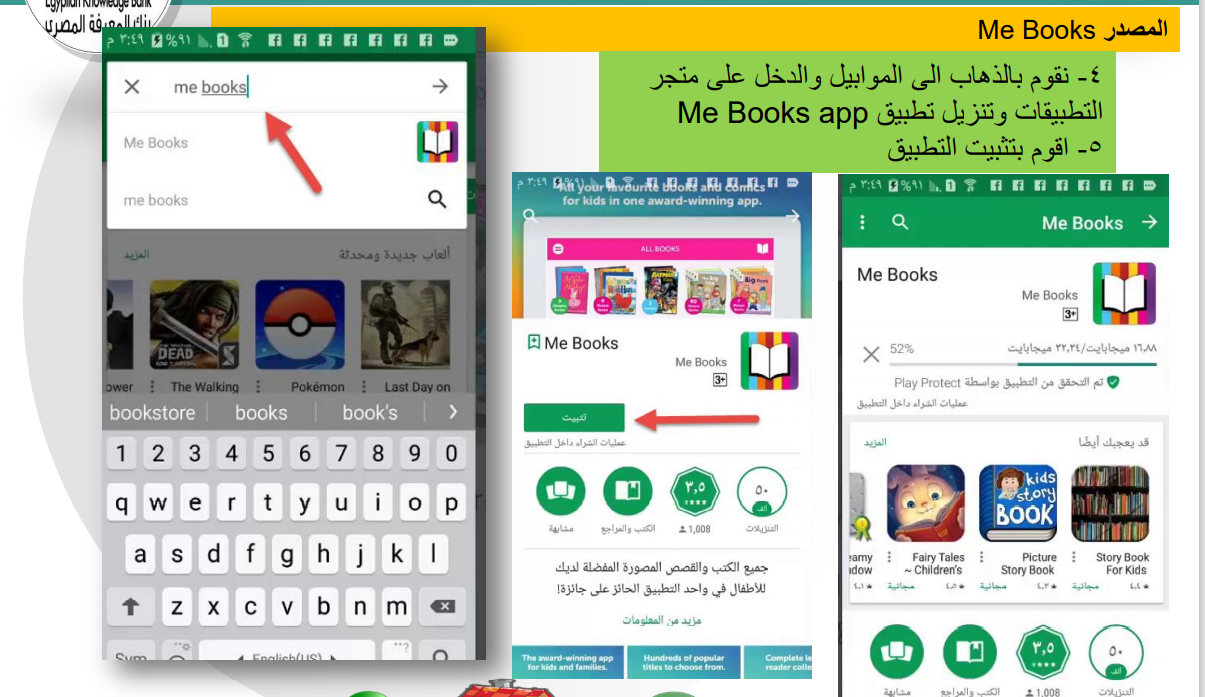 Egyptian Knowledge Bank
بنك المعرفة المصري
المصدر Me Books
٤- نقوم بالذهاب الى الموابيل والدخل على متجر
التطبيقات وتنزيل تطبيق Me Books app
٥- اقوم بتثبيت التطبيق
٣:٤٩ م %٩١
me books
Me Books
me books
ألعاب جديدة ومحدثة
المزيد
DEAD
The Walking
Pokémon
Last Day on
bookstore books book's
1 2 3 4 5 6 7 8 9 0
q w e r t y u i o p
a s d f g h j k l
z x c v b n m
Sym English(US)
٣:٤٩ م %٩١
All your favourite books and comics
for kids in one award-winning app.
ALL BOOKS
Me Books
Me Books
3+
تثبيت
عمليات الشراء داخل التطبيق
٥٠ ألف
التنزيلات
٣,٥
1,008
الكتب والمراجع
مشابهة
جميع الكتب والقصص المصورة المفضلة لديك
للأطفال في واحد التطبيق الحائز على جائزة!
مزيد من المعلومات
The award-winning app
for kids and families.
Hundreds of popular
titles to choose from.
Complete
reader
٣:٤٩ م %٩١
Me Books
Me Books
Me Books
3+
١٦,٨٨ ميجابايت/٣٢,٣٤ ميجابايت
52%
تم التحقق من التطبيق بواسطة Play Protect
عمليات الشراء داخل التطبيق
قد يعجبك أيضًا
المزيد
kids
story
BOOK
Story Book
For Kids
٤,٤
Picture
Story Book
٤,٣ مجانية
Fairy Tales
~ Children's
٤,٥ مجانية
٤,١ مجانية
٥٠ ألف
التنزيلات
٣,٥
1,008
الكتب والمراجع
مشابهة